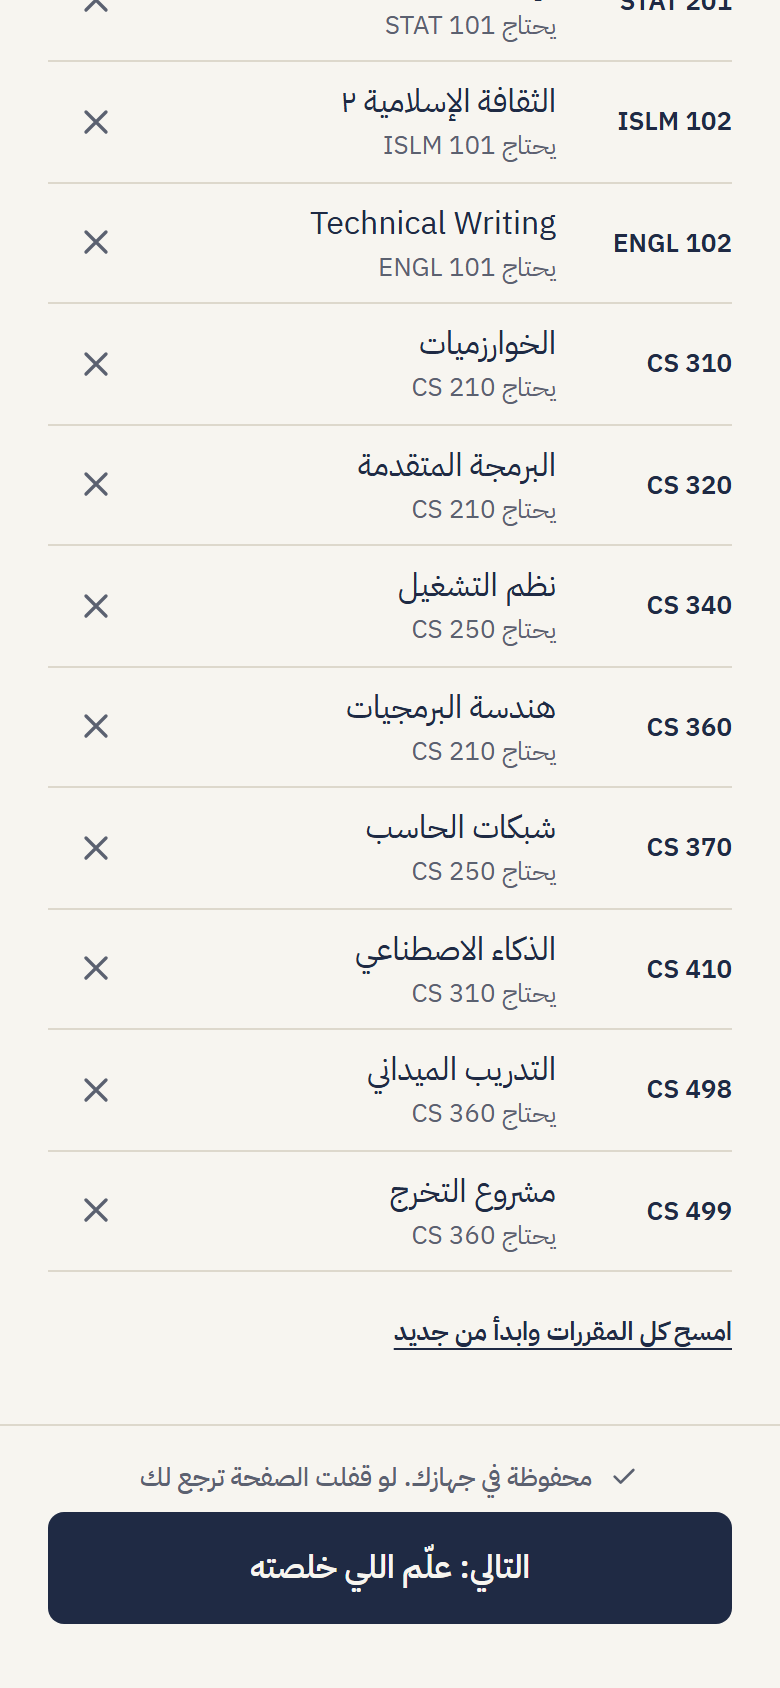 STAT 201
يحتاج STAT 101
ISLM 102
الثقافة الإسلامية ٢
يحتاج ISLM 101
ENGL 102
Technical Writing
يحتاج ENGL 101
CS 310
الخوارزميات
يحتاج CS 210
CS 320
البرمجة المتقدمة
يحتاج CS 210
CS 340
نظم التشغيل
يحتاج CS 250
CS 360
هندسة البرمجيات
يحتاج CS 210
CS 370
شبكات الحاسب
يحتاج CS 250
CS 410
الذكاء الاصطناعي
يحتاج CS 310
CS 498
التدريب الميداني
يحتاج CS 360
CS 499
مشروع التخرج
يحتاج CS 360
امسح كل المقررات وابدأ من جديد
محفوظة في جهازك. لو قفلت الصفحة ترجع لك
التالي: علّم اللي خلصته